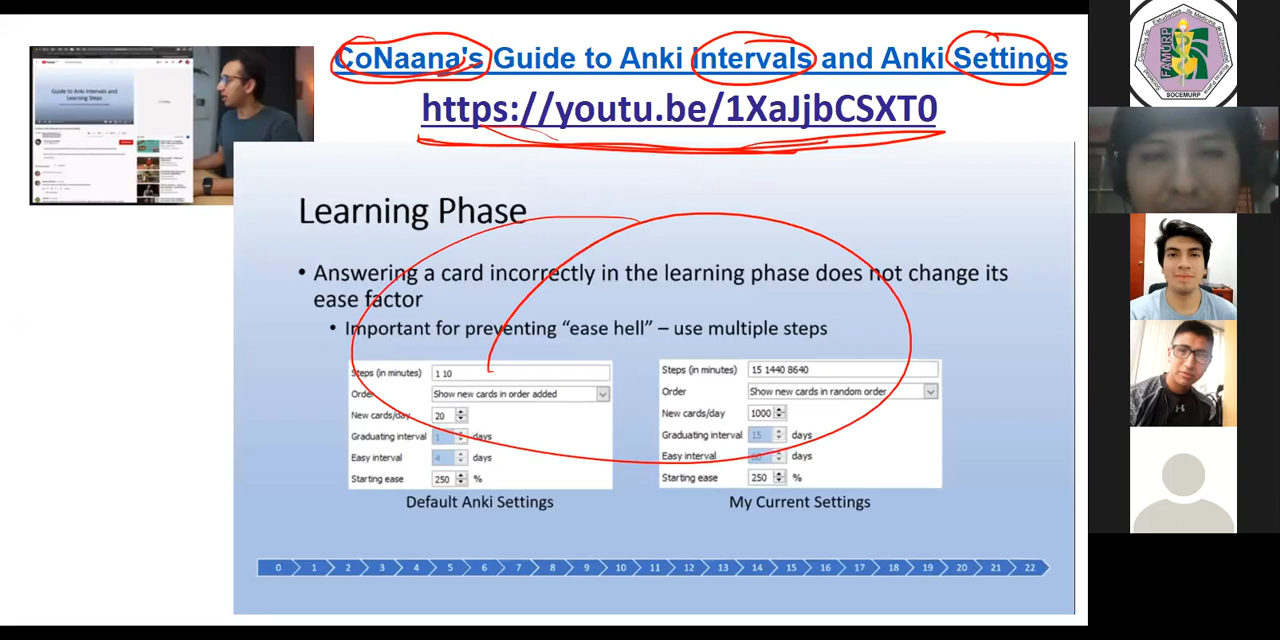 CoNaana's Guide to Anki Intervals and Anki Settings
https://youtu.be/1XaJjbCSXT0
Guide to Anki Intervals and
Learning Steps
Learning Phase
• Answering a card incorrectly in the learning phase does not change its
ease factor
• Important for preventing “ease hell” – use multiple steps
Steps (in minutes) 1 10
Order Show new cards in order added
New cards/day 20
Graduating interval 1 days
Easy interval 4 days
Starting ease 250 %
Default Anki Settings
Steps (in minutes) 15 1440 8640
Order Show new cards in random order
New cards/day 1000
Graduating interval 15 days
Easy interval days
Starting ease 250 %
My Current Settings
0 1 2 3 4 5 6 7 8 9 10 11 12 13 14 15 16 17 18 19 20 21 22
FAMURP
SOCEMURP